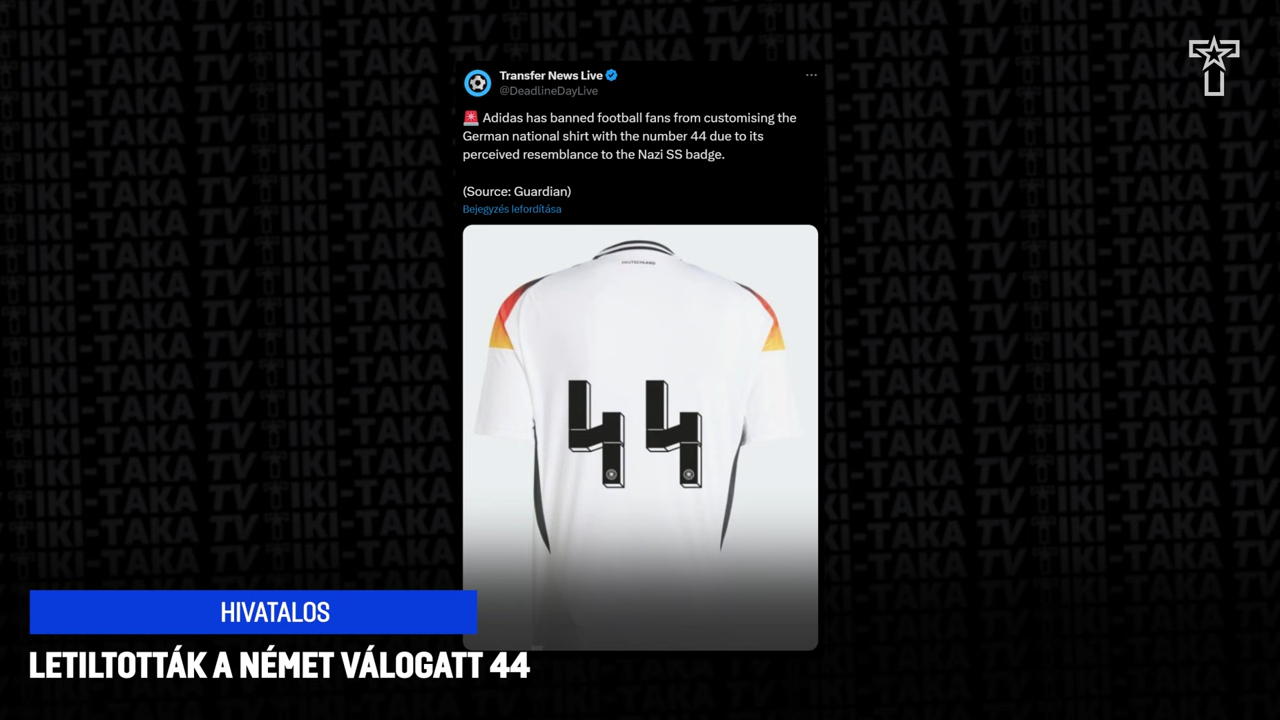 Transfer News Live
@DeadlineDayLive
🚨 Adidas has banned football fans from customising the
German national shirt with the number 44 due to its
perceived resemblance to the Nazi SS badge.
(Source: Guardian)
Bejegyzés lefordítása
DEUTSCHLAND
44
HIVATALOS
LETILTOTTÁK A NÉMET VÁLOGATT 44